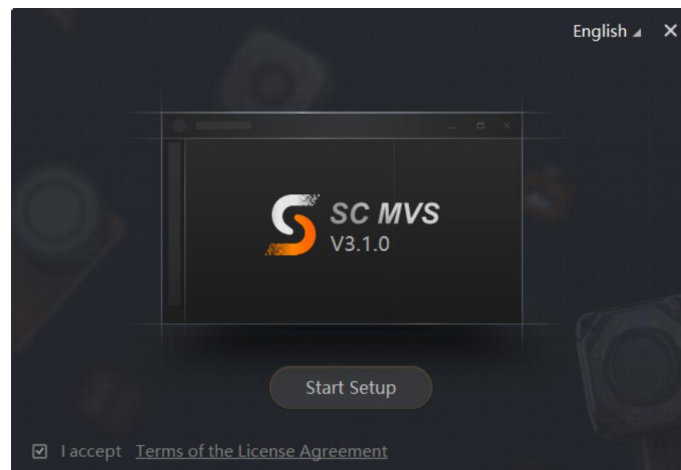 English
SC MVS
V3.1.0
Start Setup
I accept Terms of the License Agreement